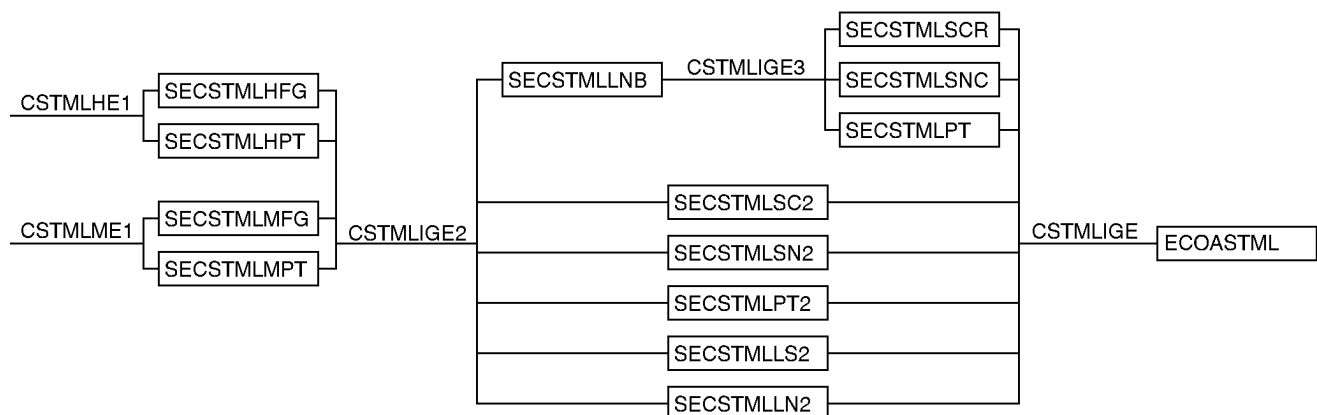 SECSTMLSCR
SECSTMLLNB
CSTMLIGE3
SECSTMLSNC
SECSTMLHFG
CSTMLHE1
SECSTMLPT
SECSTMLHPT
SECSTMLSC2
SECSTMLMFG
CSTMLME1
CSTMLIGE2
CSTMLIGE
ECOASTML
SECSTMLSN2
SECSTMLMPT
SECSTMLPT2
SECSTMLLS2
SECSTMLLN2